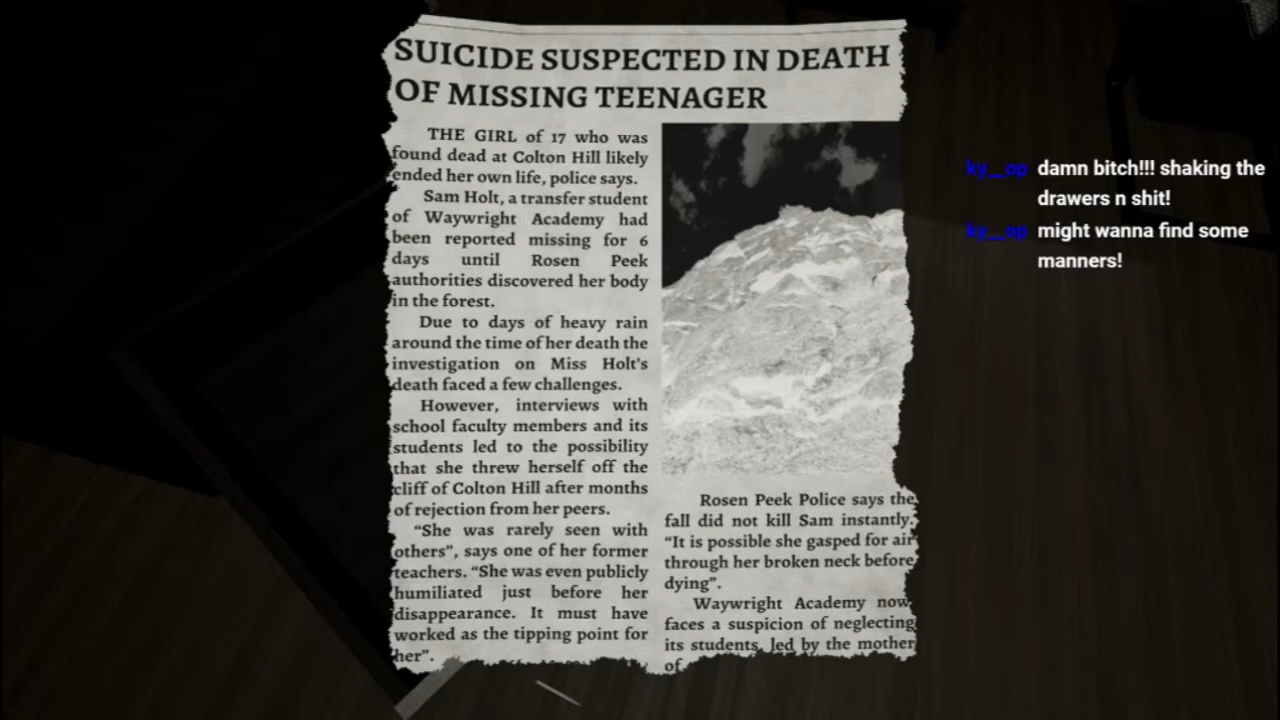 SUICIDE SUSPECTED IN DEATH
OF MISSING TEENAGER
THE GIRL of 17 who was
found dead at Colton Hill likely
ended her own life, police says.
Sam Holt, a transfer student
of Waywright Academy had
been reported missing for 6
days until Rosen Peek
authorities discovered her body
in the forest.
Due to days of heavy rain
around the time of her death the
investigation on Miss Holt's
death faced a few challenges.
However, interviews with
school faculty members and its
students led to the possibility
that she threw herself off the
cliff of Colton Hill after months
of rejection from her peers.
“She was rarely seen with
others”, says one of her former
teachers. “She was even publicly
humiliated just before her
disappearance. It must have
worked as the tipping point for
her”.
Rosen Peek Police says the
fall did not kill Sam instantly.
“It is possible she gasped for air
through her broken neck before
dying”.
Waywright Academy now
faces a suspicion of neglecting
its students, led by the mother
of
ky__op damn bitch!!! shaking the
drawers n shit!
ky__op might wanna find some
manners!